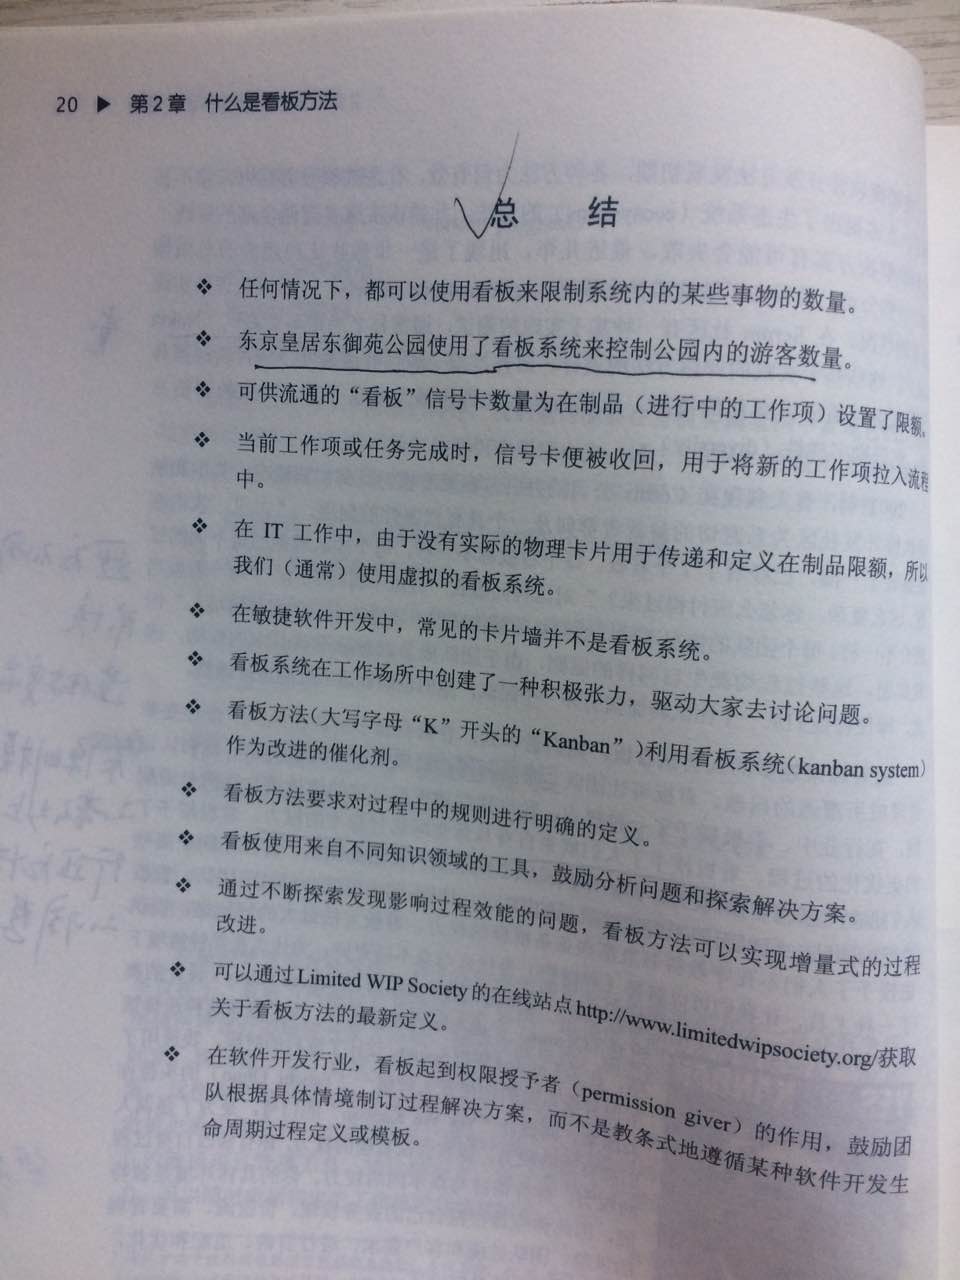 20 ▶ 第2章 什么是看板方法
总 结
❖ 任何情况下，都可以使用看板来限制系统内的某些事物的数量。
❖ 东京皇居东御苑公园使用了看板系统来控制公园内的游客数量。
❖ 可供流通的“看板”信号卡数量为在制品（进行中的工作项）设置了限额。
❖ 当前工作项或任务完成时，信号卡便被收回，用于将新的工作项拉入流程
中。
❖ 在 IT 工作中，由于没有实际的物理卡片用于传递和定义在制品限额，所以
我们（通常）使用虚拟的看板系统。
❖ 在敏捷软件开发中，常见的卡片墙并不是看板系统。
❖ 看板系统在工作场所中创建了一种积极张力，驱动大家去讨论问题。
❖ 看板方法（大写字母“K”开头的“Kanban”）利用看板系统（kanban system）
作为改进的催化剂。
❖ 看板方法要求对过程中的规则进行明确的定义。
❖ 看板使用来自不同知识领域的工具，鼓励分析问题和探索解决方案。
❖ 通过不断探索发现影响过程效能的问题，看板方法可以实现增量式的过程
改进。
❖ 可以通过Limited WIP Society的在线站点http://www.limitedwipsociety.org/获取
关于看板方法的最新定义。
❖ 在软件开发行业，看板起到权限授予者（permission giver）的作用，鼓励团
队根据具体情境制订过程解决方案，而不是教条式地遵循某种软件开发生
命周期过程定义或模板。